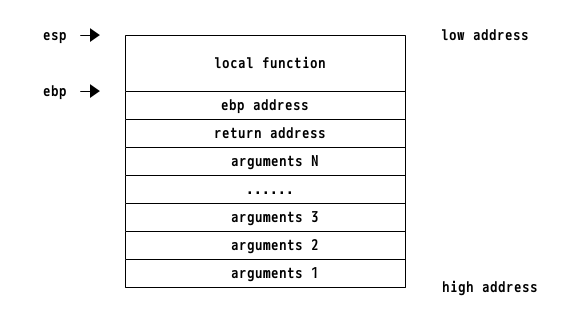 esp
low address
local function
ebp
ebp address
return address
arguments N
......
arguments 3
arguments 2
arguments 1
high address